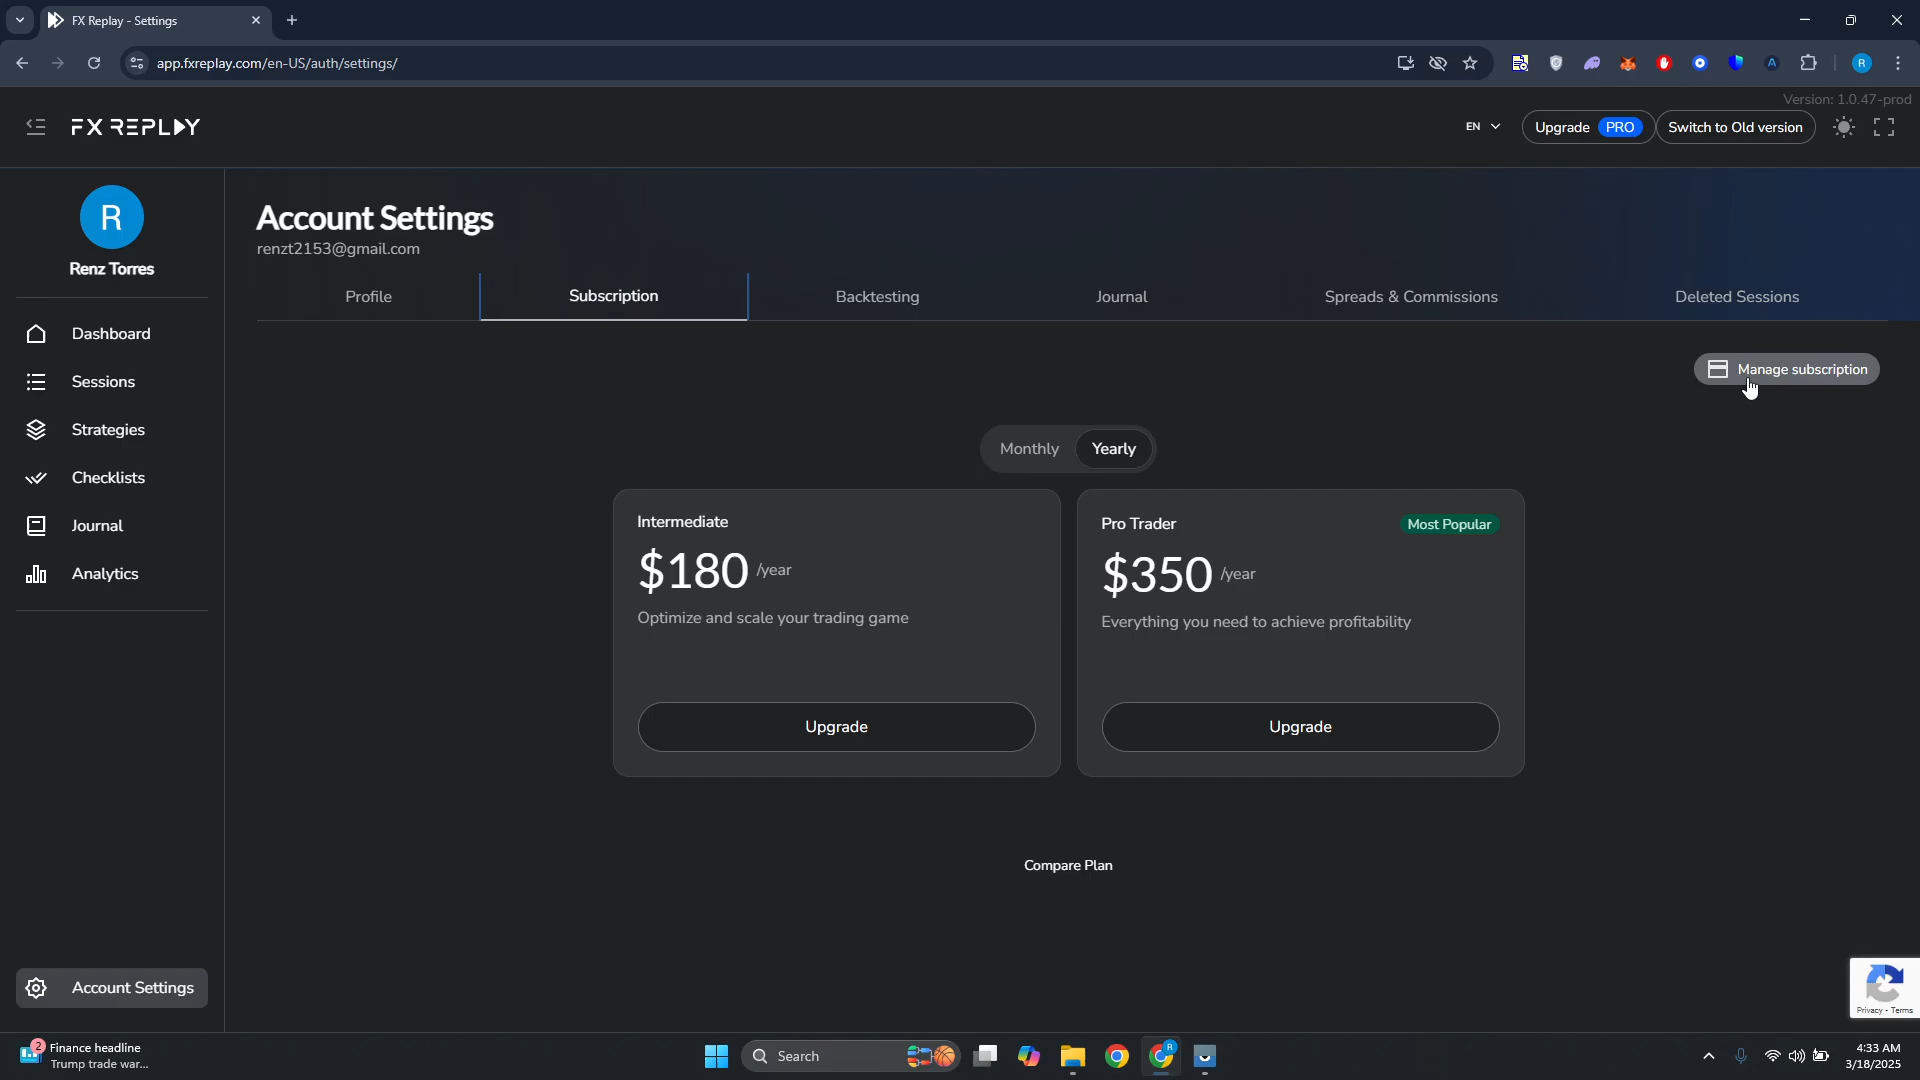 FX Replay - Settings
app.fxreplay.com/en-US/auth/settings/
R
Version: 1.0.47-prod
FX REPLAY
EN
Upgrade PRO
Switch to Old version
R
Renz Torres
Dashboard
Sessions
Strategies
Checklists
Journal
Analytics
Account Settings
Account Settings
renzt2153@gmail.com
Profile
Subscription
Backtesting
Journal
Spreads & Commissions
Deleted Sessions
Manage subscription
Monthly
Yearly
Intermediate
$180 /year
Optimize and scale your trading game
Upgrade
Pro Trader
Most Popular
$350 /year
Everything you need to achieve profitability
Upgrade
Compare Plan
Privacy - Terms
2
Finance headline
Trump trade war...
Search
R
4:33 AM
3/18/2025